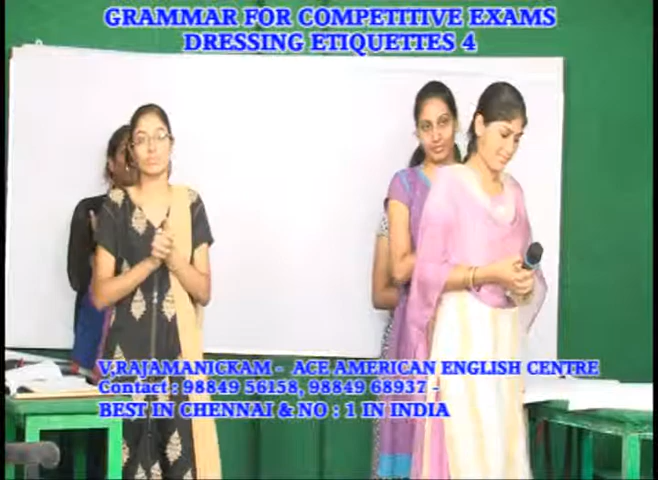 GRAMMAR FOR COMPETITIVE EXAMS
DRESSING ETIQUETTES 4
V,RAJAMANICKAM - ACE AMERICAN ENGLISH CENTRE
Contact : 98849 56158, 98849 68937 -
BEST IN CHENNAI & NO : 1 IN INDIA